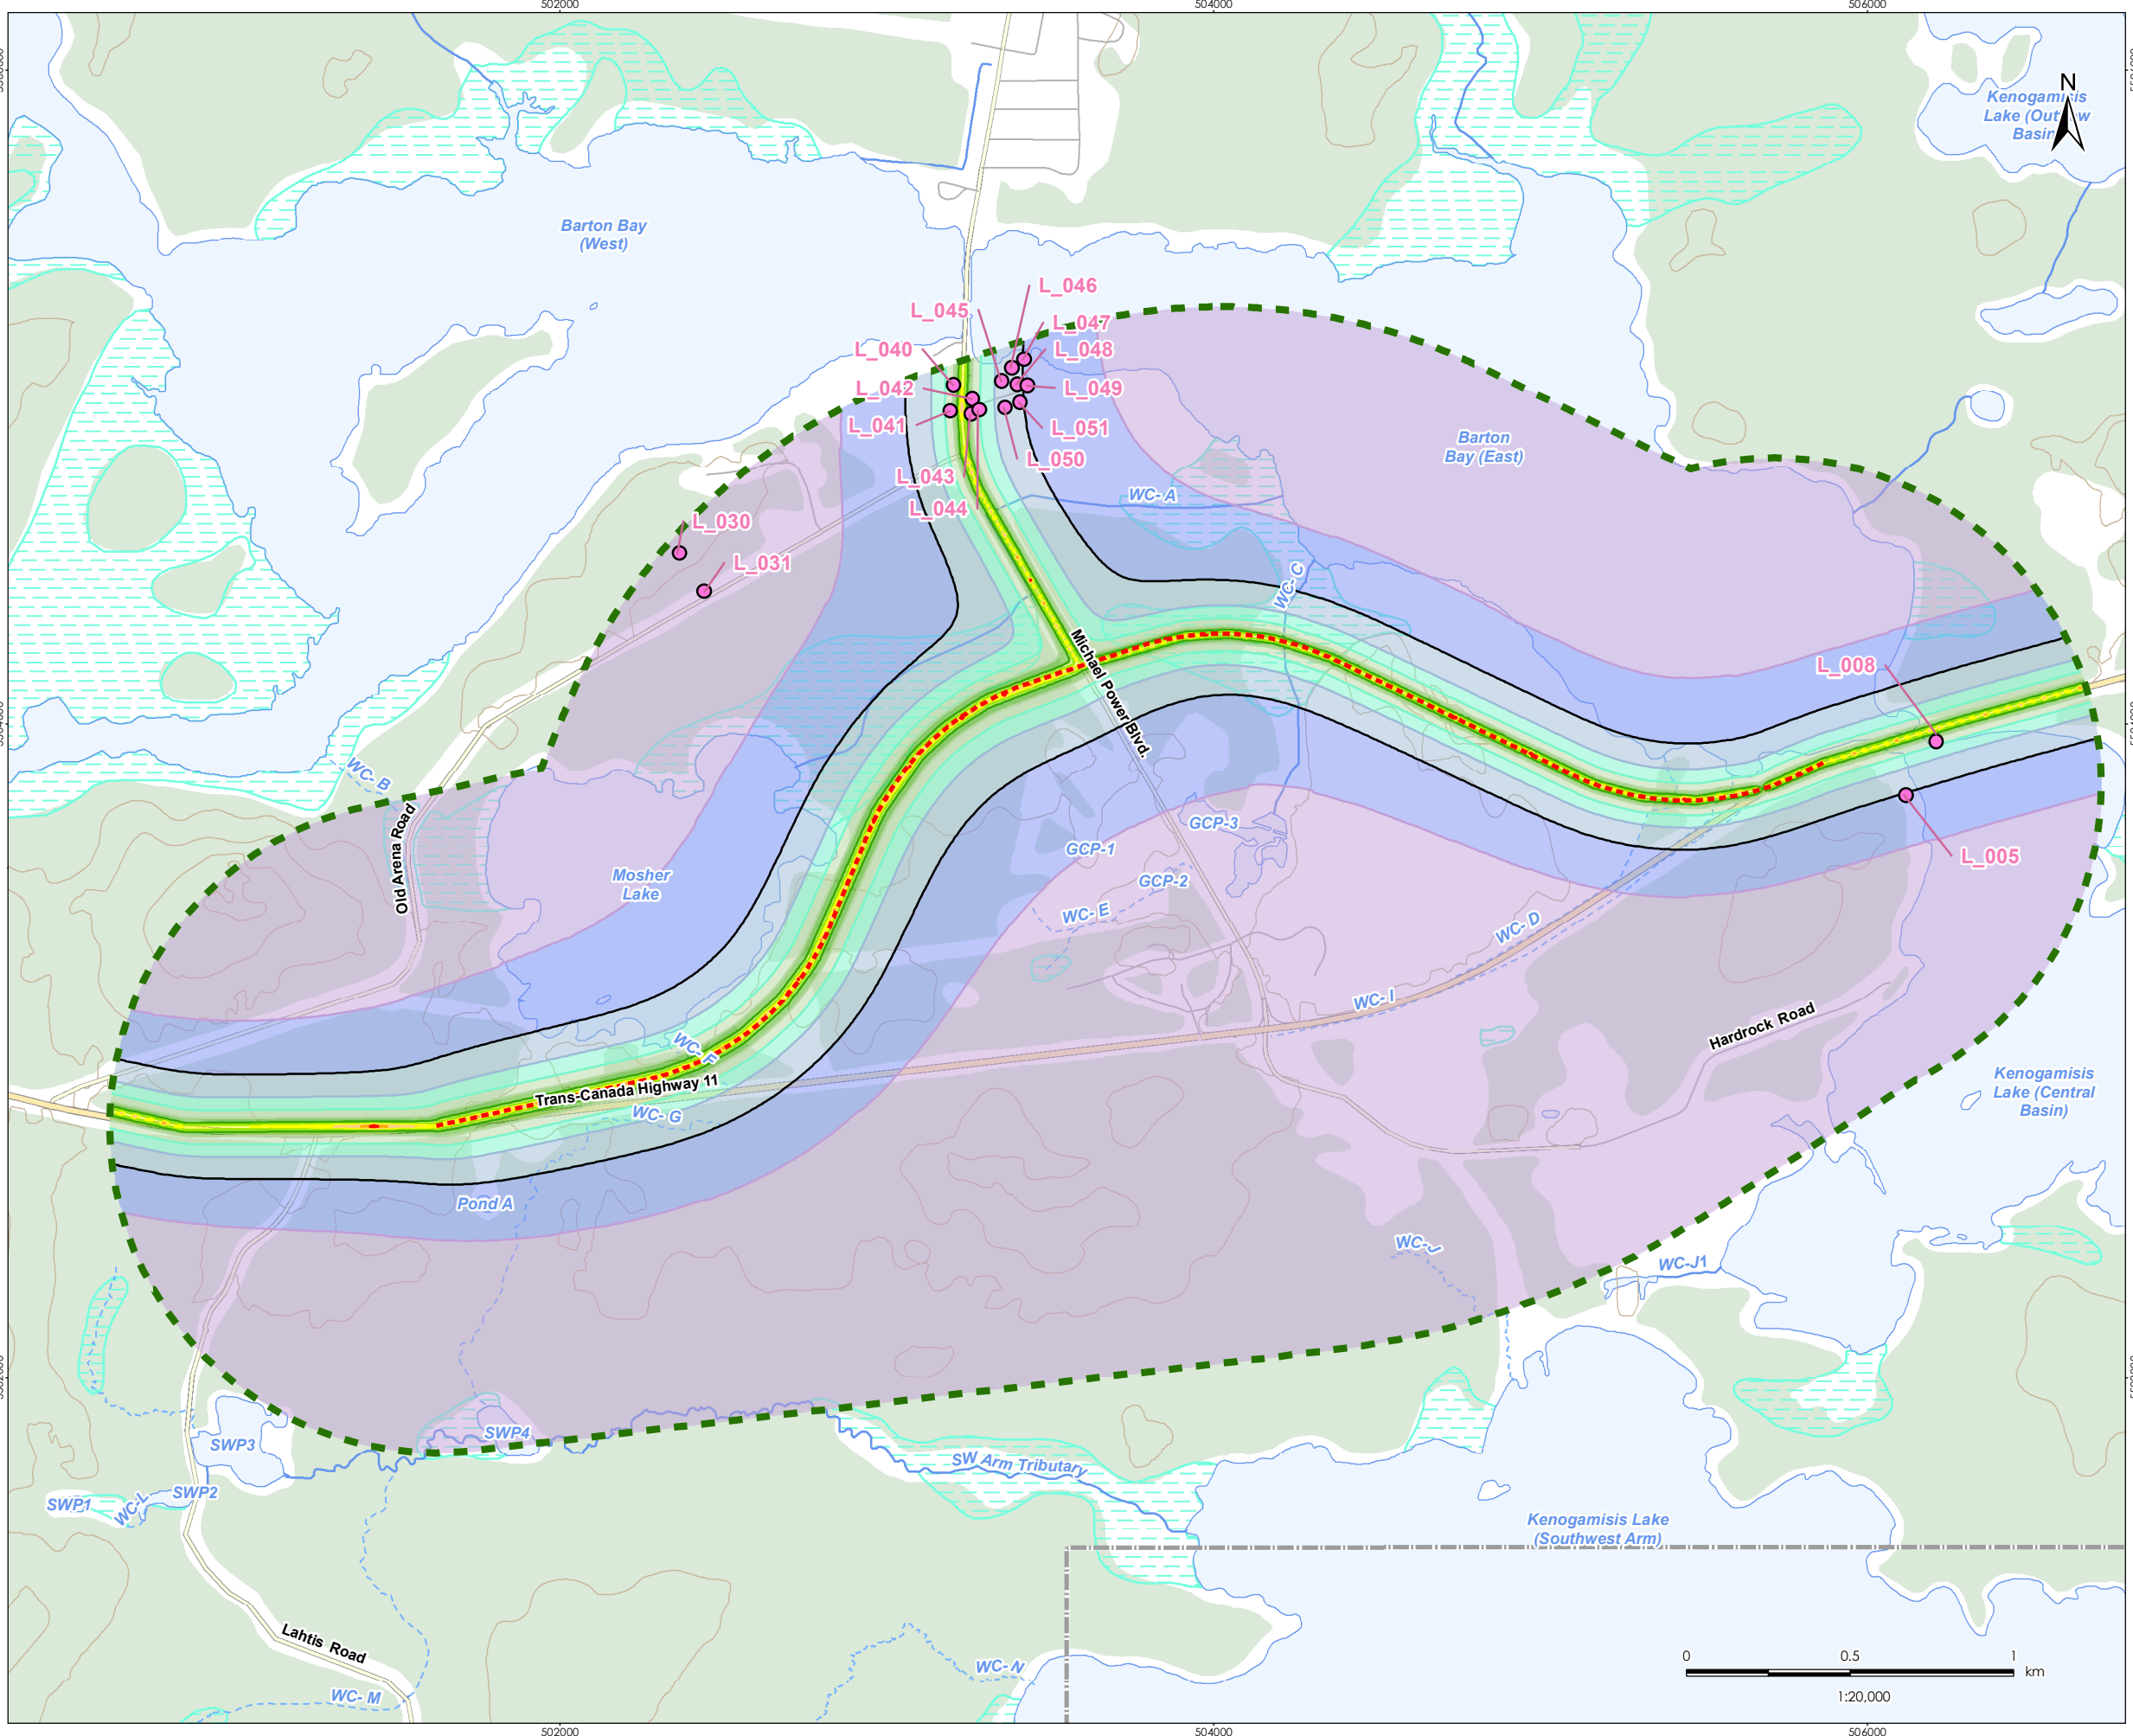 502000
504000
506000
N
Kenogamisis
Lake (Outflow
Basin)
Barton Bay
(West)
L_046
L_045
L_047
L_040
L_048
L_042
L_049
L_041
L_051
L_050
L_043
L_044
Barton
Bay (East)
WC- A
L_030
L_031
WC- C
Michael Power Blvd.
L_008
WC- B
Old Arena Road
GCP-3
GCP-1
GCP-2
L_005
Mosher
Lake
WC- E
WC- D
WC- I
Hardrock Road
WC- F
Trans-Canada Highway 11
WC- G
Kenogamisis
Lake (Central
Basin)
Pond A
WC-J
WC-J1
SWP4
SWP3
SW Arm Tributary
SWP2
SWP1
WC-L
Kenogamisis Lake
(Southwest Arm)
Lahtis Road
WC- N
WC- M
0 0.5 1
km
1:20,000
502000
504000
506000